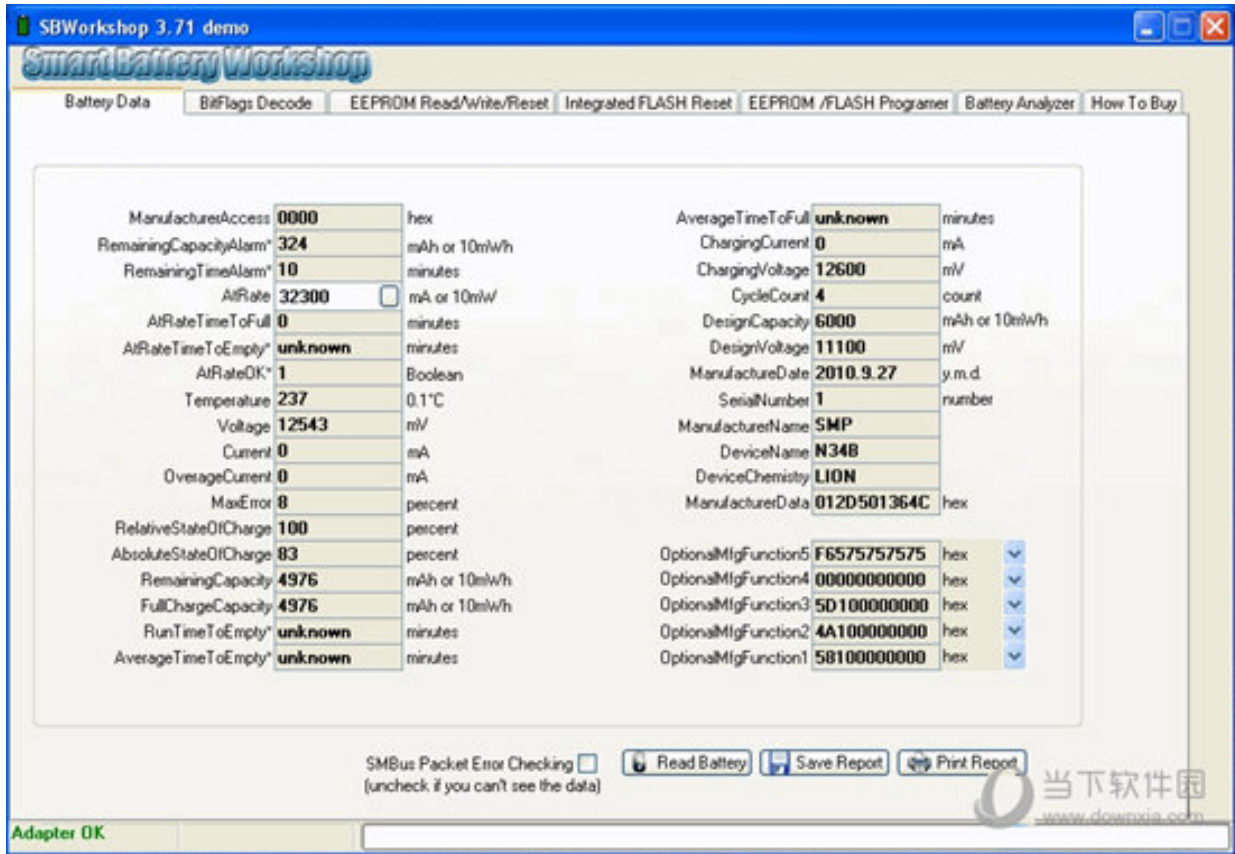 SBWorkshop 3.71 demo
Smart Battery Workshop
Battery Data BitFlags Decode EEPROM Read/Write/Reset Integrated FLASH Reset EEPROM /FLASH Programer Battery Analyzer How To Buy
ManufacturerAccess 0000 hex
RemainingCapacityAlarm* 324 mAh or 10mWh
RemainingTimeAlarm* 10 minutes
AtRate 32300 mA or 10mW
AtRateTimeToFull 0 minutes
AtRateTimeToEmpty* unknown minutes
AtRateOK* 1 Boolean
Temperature 237 0.1°C
Voltage 12543 mV
Current 0 mA
OverageCurrent 0 mA
MaxError 8 percent
RelativeStateOfCharge 100 percent
AbsoluteStateOfCharge 83 percent
RemainingCapacity 4976 mAh or 10mWh
FullChargeCapacity 4976 mAh or 10mWh
RunTimeToEmpty* unknown minutes
AverageTimeToEmpty* unknown minutes
AverageTimeToFull unknown minutes
ChargingCurrent 0 mA
ChargingVoltage 12600 mV
CycleCount 4 count
DesignCapacity 6000 mAh or 10mWh
DesignVoltage 11100 mV
ManufactureDate 2010.9.27 y.m.d.
SerialNumber 1 number
ManufacturerName SMP
DeviceName N34B
DeviceChemistry LION
ManufacturerData 012D501364C hex
OptionalMfgFunction5 F6575757575 hex
OptionalMfgFunction4 00000000000 hex
OptionalMfgFunction3 5D100000000 hex
OptionalMfgFunction2 4A100000000 hex
OptionalMfgFunction1 58100000000 hex
SMBus Packet Error Checking
(uncheck if you can't see the data)
Read Battery Save Report Print Report
当下软件园
www.downxia.com
Adapter OK